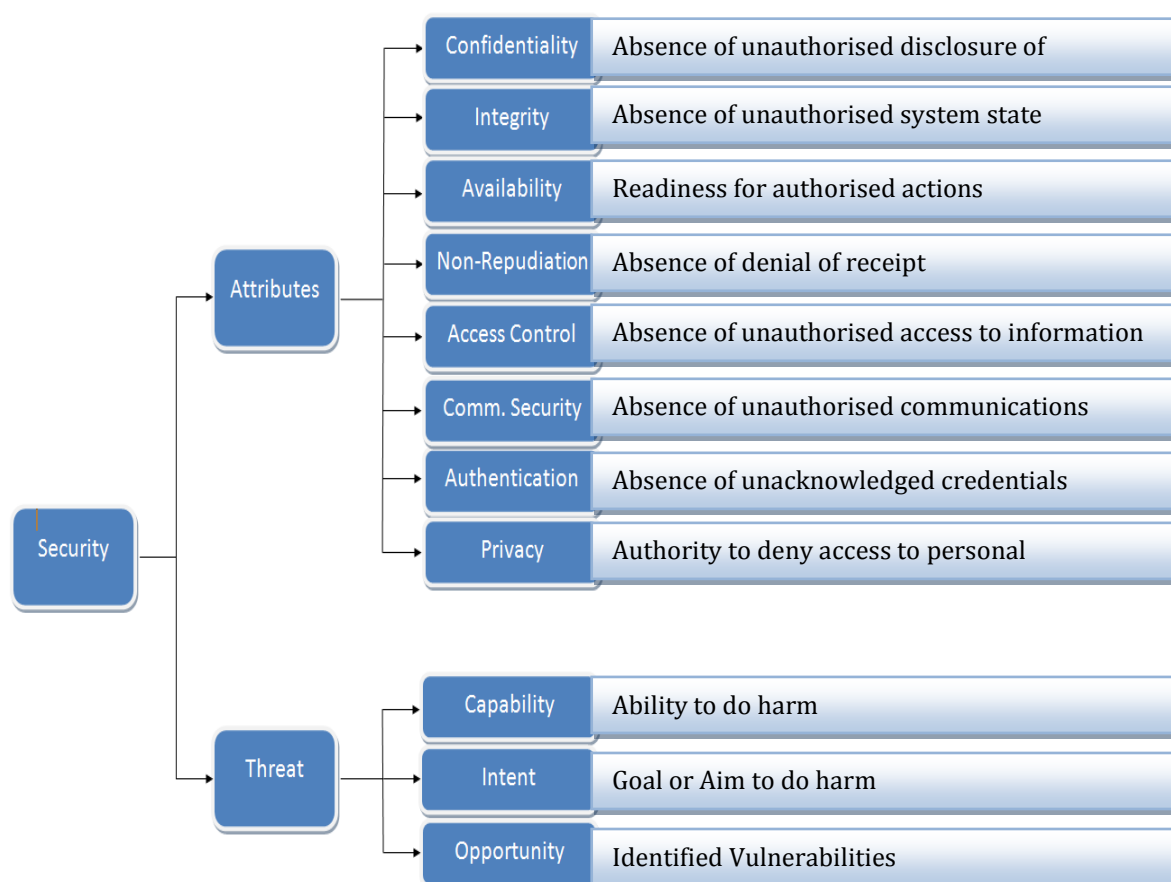 Security
Attributes
Confidentiality Absence of unauthorised disclosure of
Integrity Absence of unauthorised system state
Availability Readiness for authorised actions
Non-Repudiation Absence of denial of receipt
Access Control Absence of unauthorised access to information
Comm. Security Absence of unauthorised communications
Authentication Absence of unacknowledged credentials
Privacy Authority to deny access to personal
Threat
Capability Ability to do harm
Intent Goal or Aim to do harm
Opportunity Identified Vulnerabilities